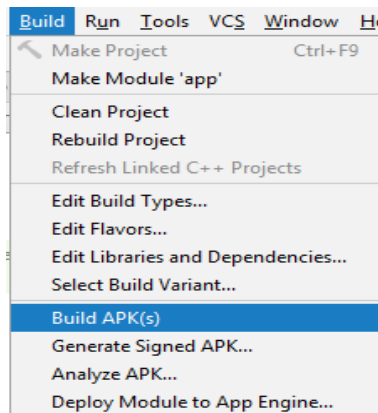 Build Run Tools VCS Window
Make Project Ctrl+F9
Make Module 'app'
Clean Project
Rebuild Project
Refresh Linked C++ Projects
Edit Build Types...
Edit Flavors...
Edit Libraries and Dependencies...
Select Build Variant...
Build APK(s)
Generate Signed APK...
Analyze APK...
Deploy Module to App Engine...